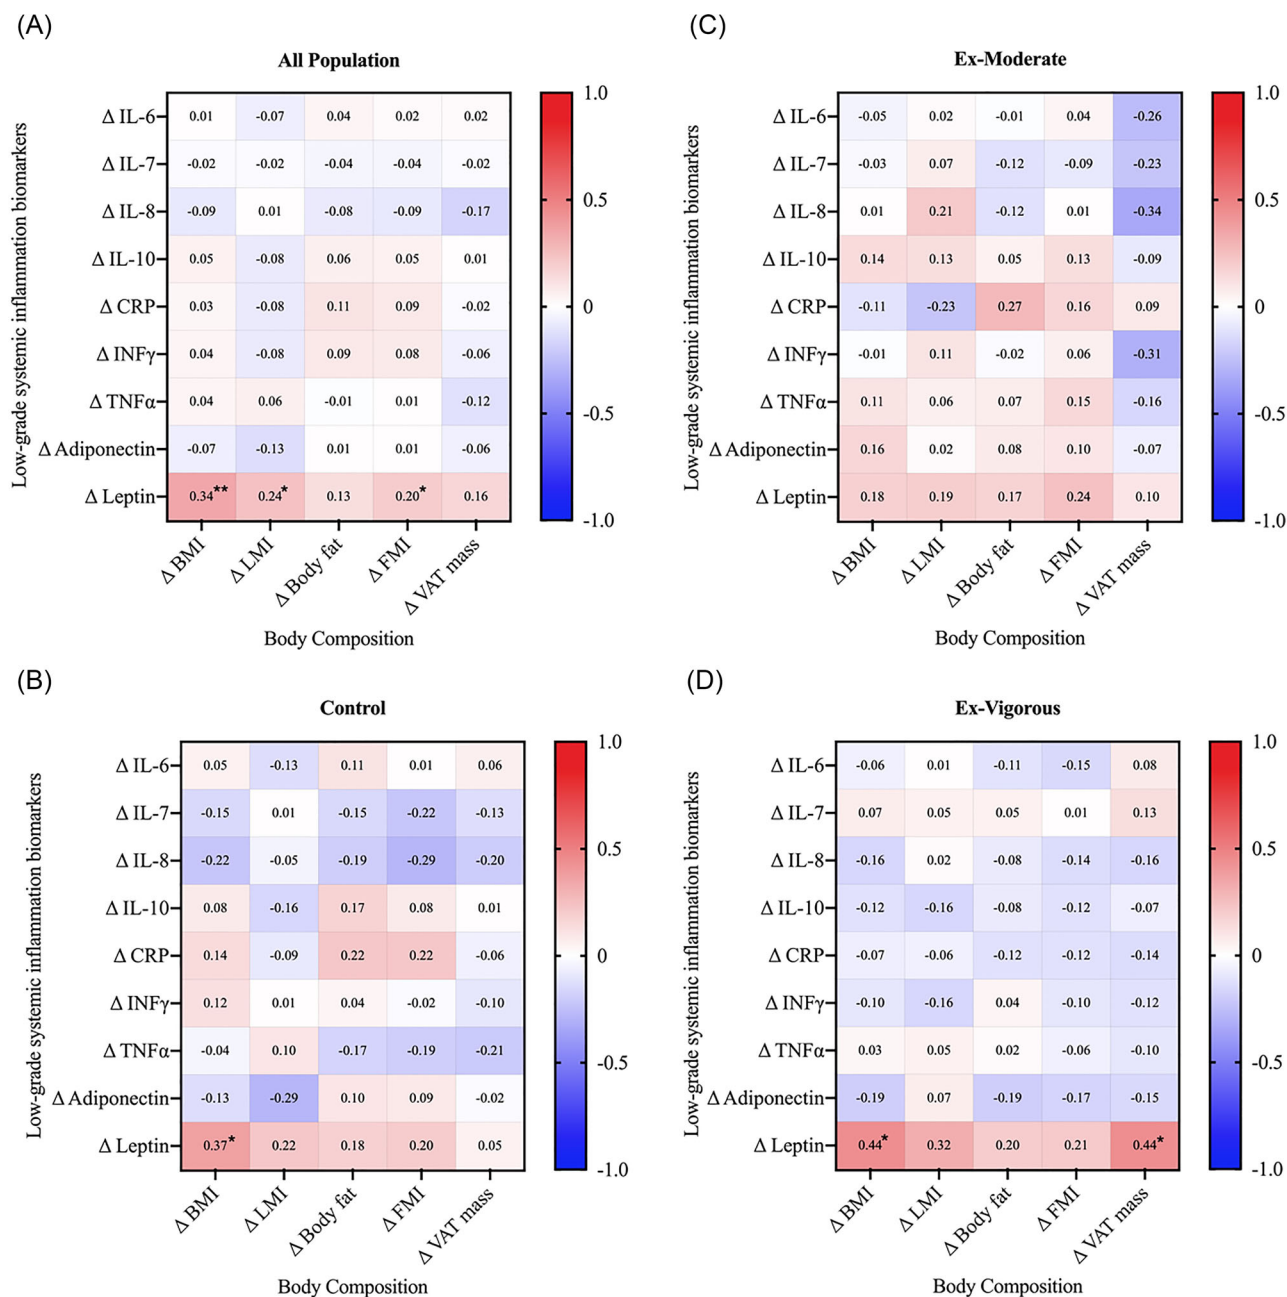 (A)
All Population
Low-grade systemic inflammation biomarkers
Δ IL-6 0.01 -0.07 0.04 0.02 0.02
Δ IL-7 -0.02 -0.02 -0.04 -0.04 -0.02
Δ IL-8 -0.09 0.01 -0.08 -0.09 -0.17
Δ IL-10 0.05 -0.08 0.06 0.05 0.01
Δ CRP 0.03 -0.08 0.11 0.09 -0.02
Δ INFγ 0.04 -0.08 0.09 0.08 -0.06
Δ TNFα 0.04 0.06 -0.01 0.01 -0.12
Δ Adiponectin -0.07 -0.13 0.01 0.01 -0.06
Δ Leptin 0.34** 0.24* 0.13 0.20* 0.16
Δ BMI Δ LMI Δ Body fat Δ FMI Δ VAT mass
Body Composition
1.0
0.5
0
-0.5
-1.0
(C)
Ex-Moderate
Low-grade systemic inflammation biomarkers
Δ IL-6 -0.05 0.02 -0.01 0.04 -0.26
Δ IL-7 -0.03 0.07 -0.12 -0.09 -0.23
Δ IL-8 0.01 0.21 -0.12 0.01 -0.34
Δ IL-10 0.14 0.13 0.05 0.13 -0.09
Δ CRP -0.11 -0.23 0.27 0.16 0.09
Δ INFγ -0.01 0.11 -0.02 0.06 -0.31
Δ TNFα 0.11 0.06 0.07 0.15 -0.16
Δ Adiponectin 0.16 0.02 0.08 0.10 -0.07
Δ Leptin 0.18 0.19 0.17 0.24 0.10
Δ BMI Δ LMI Δ Body fat Δ FMI Δ VAT mass
Body Composition
1.0
0.5
0
-0.5
-1.0
(B)
Control
Low-grade systemic inflammation biomarkers
Δ IL-6 0.05 -0.13 0.11 0.01 0.06
Δ IL-7 -0.15 0.01 -0.15 -0.22 -0.13
Δ IL-8 -0.22 -0.05 -0.19 -0.29 -0.20
Δ IL-10 0.08 -0.16 0.17 0.08 0.01
Δ CRP 0.14 -0.09 0.22 0.22 -0.06
Δ INFγ 0.12 0.01 0.04 -0.02 -0.10
Δ TNFα -0.04 0.10 -0.17 -0.19 -0.21
Δ Adiponectin -0.13 -0.29 0.10 0.09 -0.02
Δ Leptin 0.37* 0.22 0.18 0.20 0.05
Δ BMI Δ LMI Δ Body fat Δ FMI Δ VAT mass
Body Composition
1.0
0.5
0
-0.5
-1.0
(D)
Ex-Vigorous
Low-grade systemic inflammation biomarkers
Δ IL-6 -0.06 0.01 -0.11 -0.15 0.08
Δ IL-7 0.07 0.05 0.05 0.01 0.13
Δ IL-8 -0.16 0.02 -0.08 -0.14 -0.16
Δ IL-10 -0.12 -0.16 -0.08 -0.12 -0.07
Δ CRP -0.07 -0.06 -0.12 -0.12 -0.14
Δ INFγ -0.10 -0.16 0.04 -0.10 -0.12
Δ TNFα 0.03 0.05 0.02 -0.06 -0.10
Δ Adiponectin -0.19 0.07 -0.19 -0.17 -0.15
Δ Leptin 0.44* 0.32 0.20 0.21 0.44*
Δ BMI Δ LMI Δ Body fat Δ FMI Δ VAT mass
Body Composition
1.0
0.5
0
-0.5
-1.0